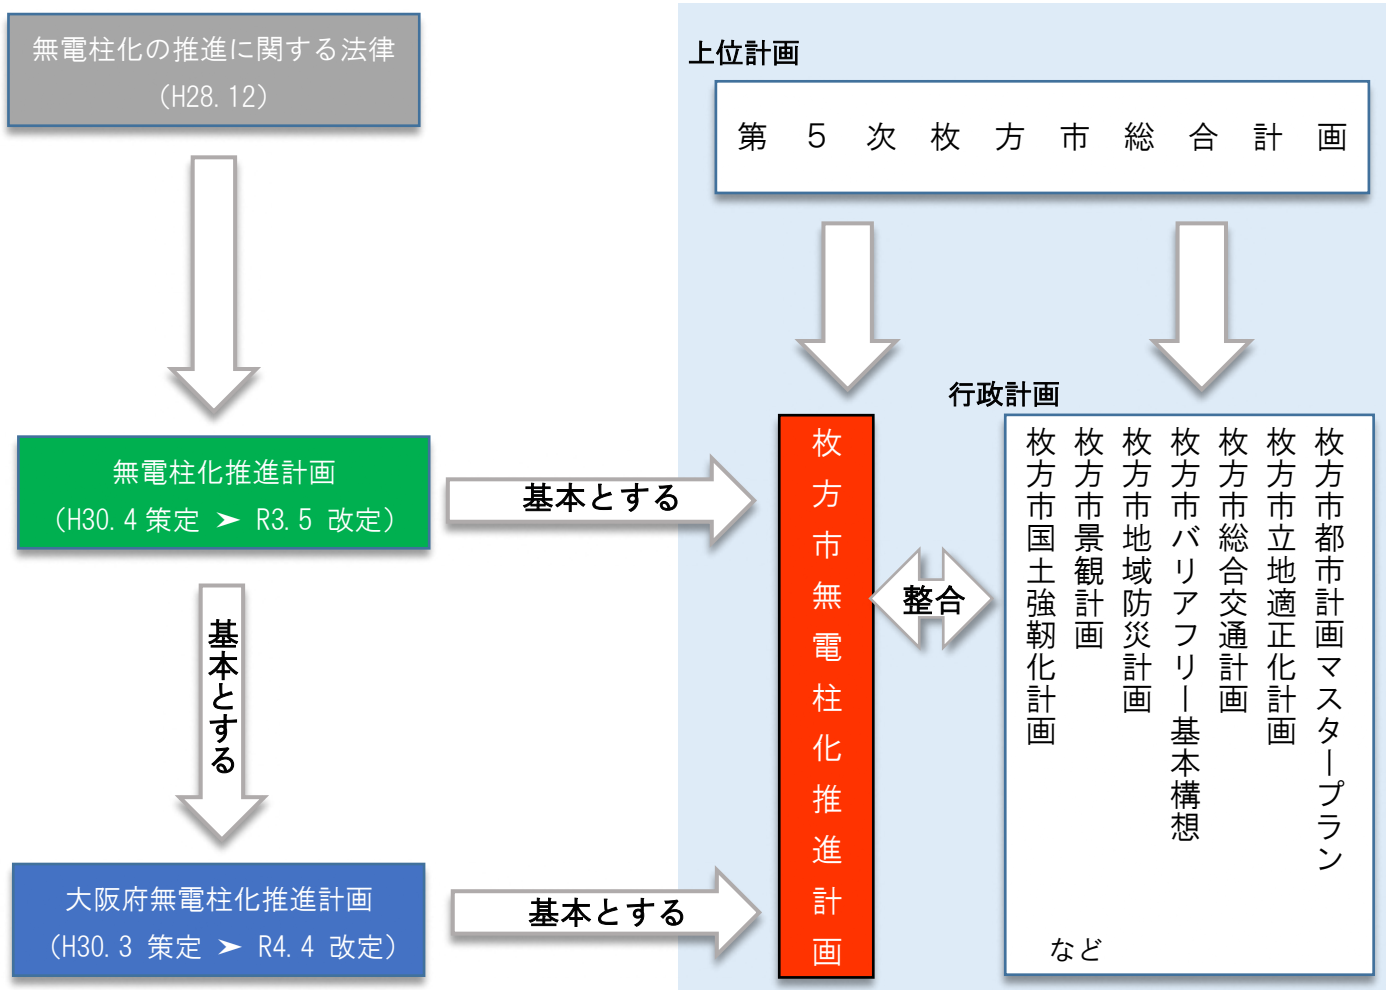 無電柱化の推進に関する法律
（H28.12）
上位計画
第５次枚方市総合計画
行政計画
無電柱化推進計画
（H30.4策定 ➤ R3.5 改定）
基本とする
枚方市無電柱化推進計画
整合
枚方市都市計画マスタープラン
枚方市立地適正化計画
枚方市総合交通計画
枚方市バリアフリー基本構想
枚方市地域防災計画
枚方市景観計画
枚方市国土強靭化計画
など
基本とする
大阪府無電柱化推進計画
（H30.3 策定 ➤ R4.4 改定）
基本とする